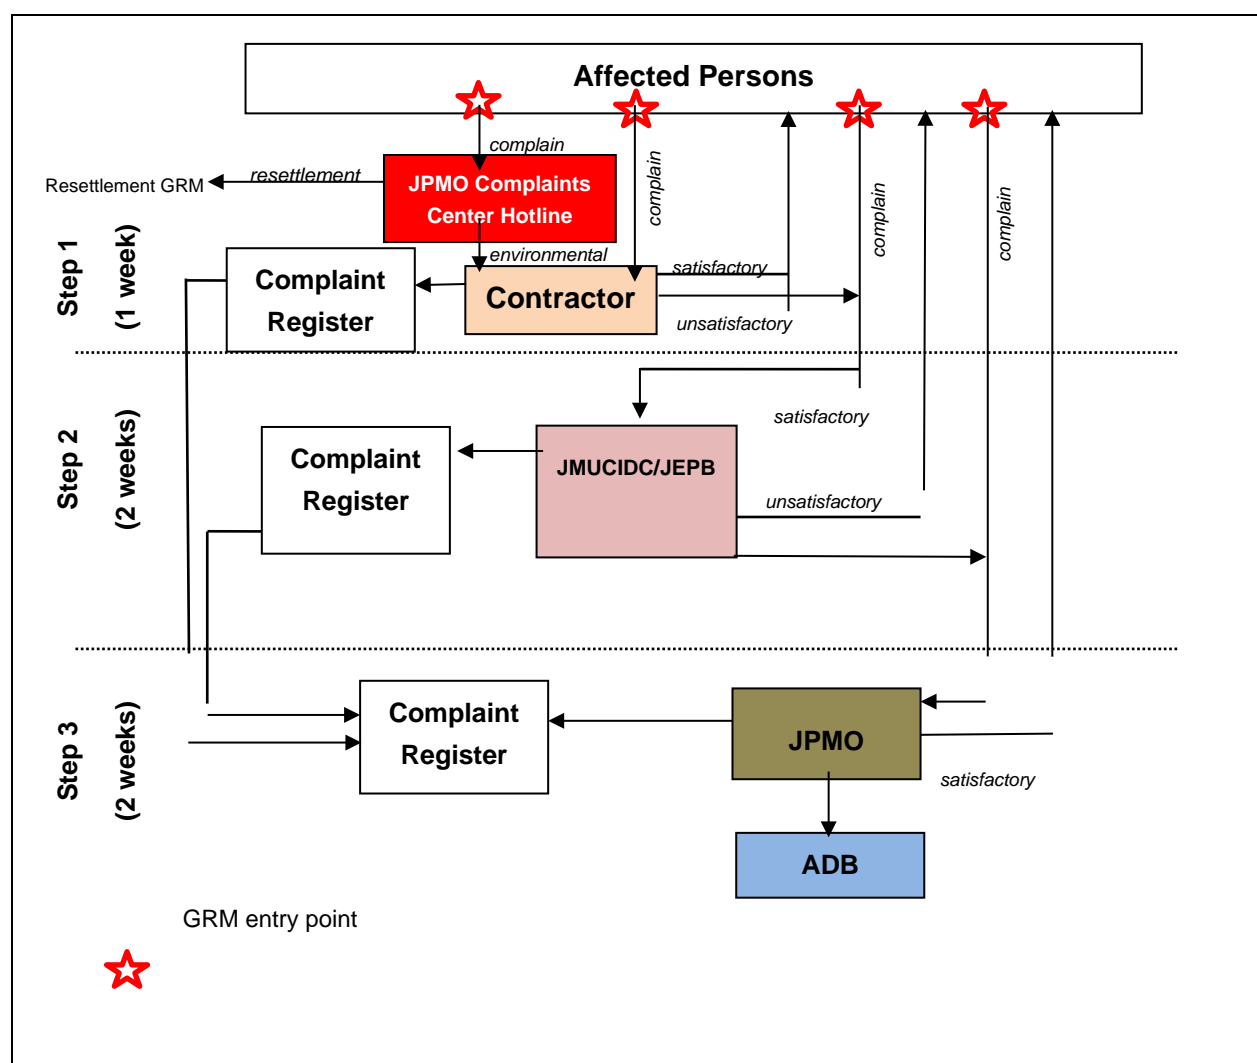 Affected Persons
complain
JPMO Complaints
Center Hotline
resettlement
Resettlement GRM
complain
complain
complain
Step 1
(1 week)
environmental
Complaint
Register
Contractor
satisfactory
unsatisfactory
Step 2
(2 weeks)
satisfactory
Complaint
Register
JMUCIDC/JEPB
unsatisfactory
Step 3
(2 weeks)
Complaint
Register
JPMO
satisfactory
ADB
GRM entry point